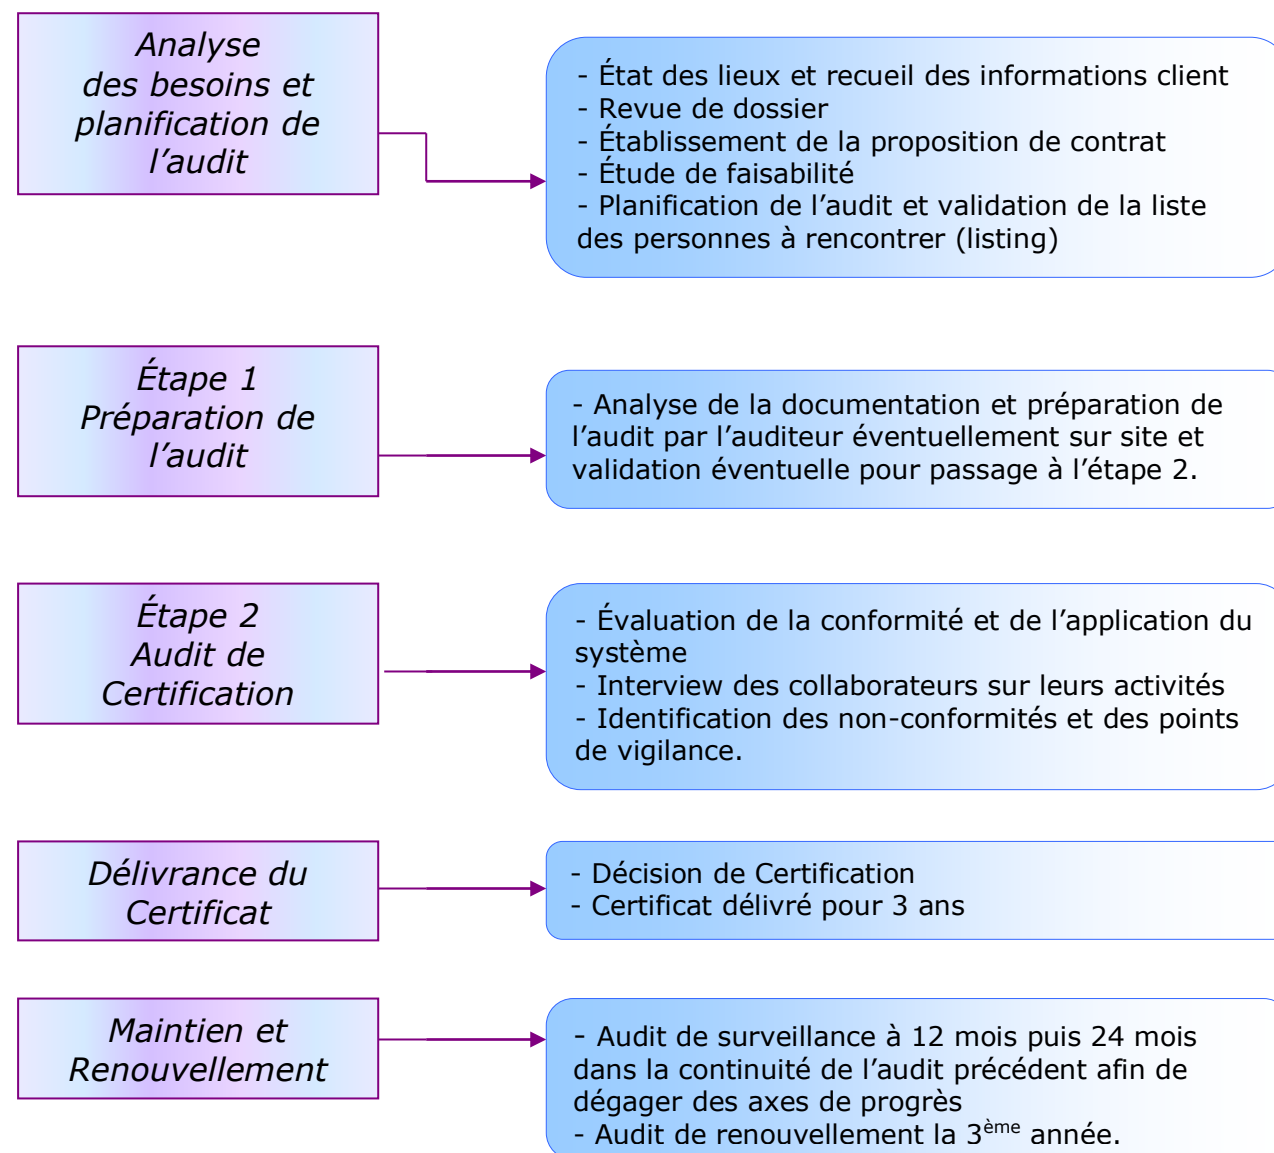 Analyse
des besoins et
planification de
l’audit
- État des lieux et recueil des informations client
- Revue de dossier
- Établissement de la proposition de contrat
- Étude de faisabilité
- Planification de l’audit et validation de la liste
des personnes à rencontrer (listing)
Étape 1
Préparation de
l’audit
- Analyse de la documentation et préparation de
l’audit par l’auditeur éventuellement sur site et
validation éventuelle pour passage à l’étape 2.
Étape 2
Audit de
Certification
- Évaluation de la conformité et de l’application du
système
- Interview des collaborateurs sur leurs activités
- Identification des non-conformités et des points
de vigilance.
Délivrance du
Certificat
- Décision de Certification
- Certificat délivré pour 3 ans
Maintien et
Renouvellement
- Audit de surveillance à 12 mois puis 24 mois
dans la continuité de l’audit précédent afin de
dégager des axes de progrès
- Audit de renouvellement la 3ème année.